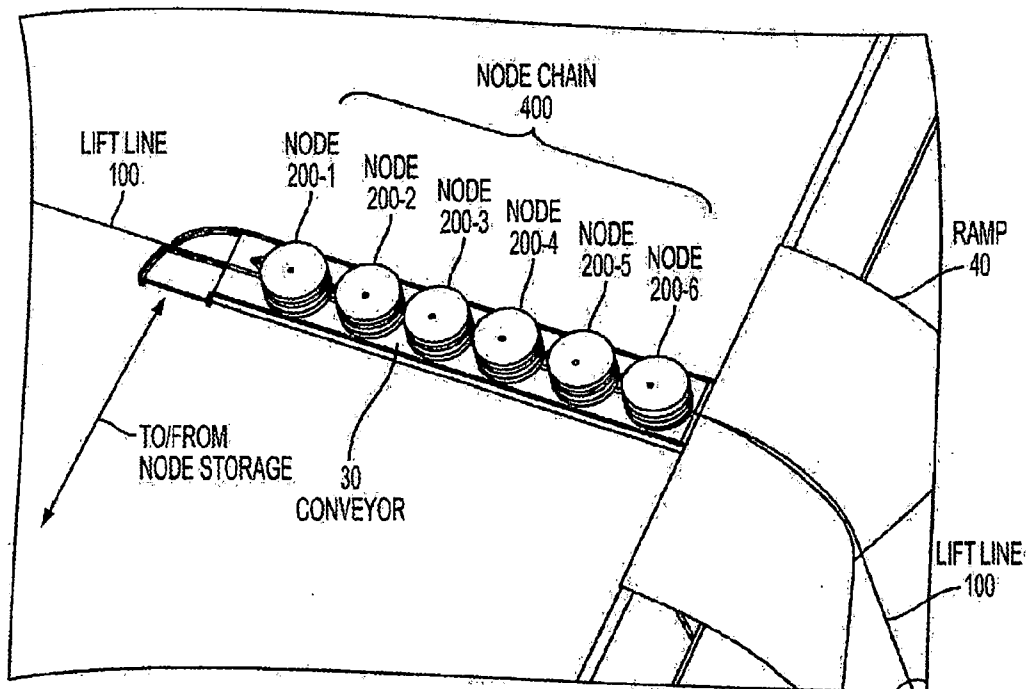 NODE CHAIN
400
LIFT LINE
100
NODE
200-1
NODE
200-2
NODE
200-3
NODE
200-4
NODE
200-5
NODE
200-6
RAMP
40
TO/FROM
NODE STORAGE
30
CONVEYOR
LIFT LINE
100